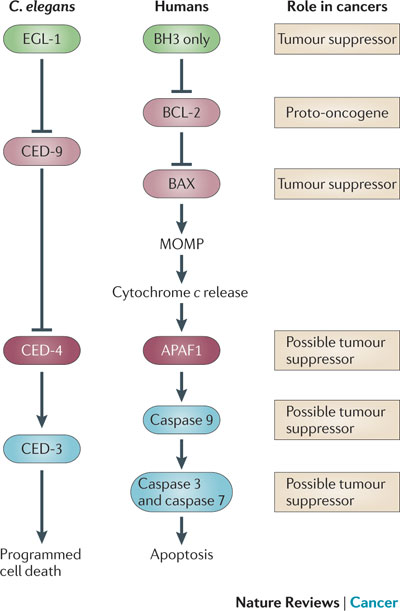 C. elegans
Humans
Role in cancers
EGL-1
BH3 only
Tumour suppressor
BCL-2
Proto-oncogene
CED-9
BAX
Tumour suppressor
MOMP
Cytochrome c release
CED-4
APAF1
Possible tumour
suppressor
Caspase 9
Possible tumour
suppressor
CED-3
Caspase 3
and caspase 7
Possible tumour
suppressor
Programmed
cell death
Apoptosis
Nature Reviews | Cancer